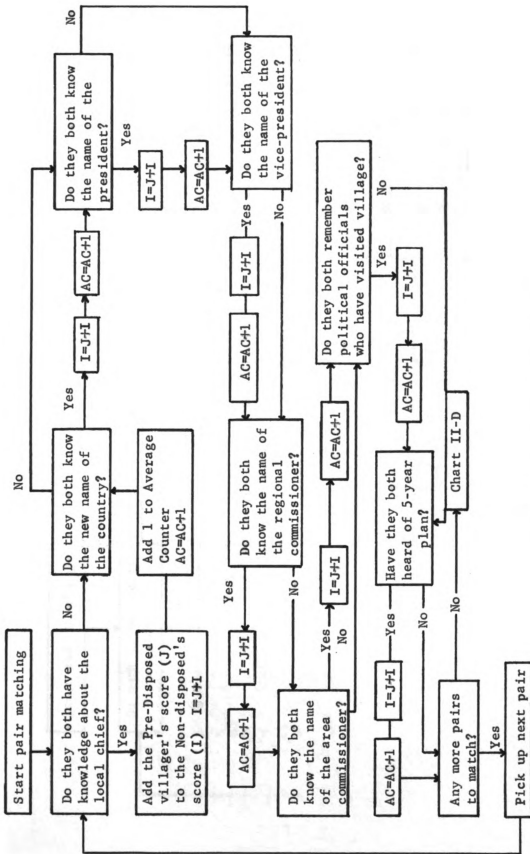 Start pair matching
Do they both have
knowledge about the
local chief?
No
Yes
Add the Pre-Disposed
villager's score (J)
to the Non-disposed's
score (I) I=J+I
Add 1 to Average
Counter
AC=AC+1
Do they both know
the new name of
the country?
No
Yes
I=J+I
AC=AC+1
Do they both know
the name of the
president?
No
Yes
I=J+I
AC=AC+1
Do they both know
the name of the
vice-president?
Yes
No
I=J+I
AC=AC+1
Do they both
know the name of
the regional
commissioner?
Yes
No
I=J+I
AC=AC+1
Do they both
know the name
of the area
commissioner?
Yes
No
I=J+I
AC=AC+1
Do they both remember
political officials
who have visited village?
Yes
No
I=J+I
AC=AC+1
Have they both
heard of 5-year
plan?
Yes
No
I=J+I
AC=AC+1
Any more pairs
to match?
No
Chart II-D
Yes
Pick up next pair